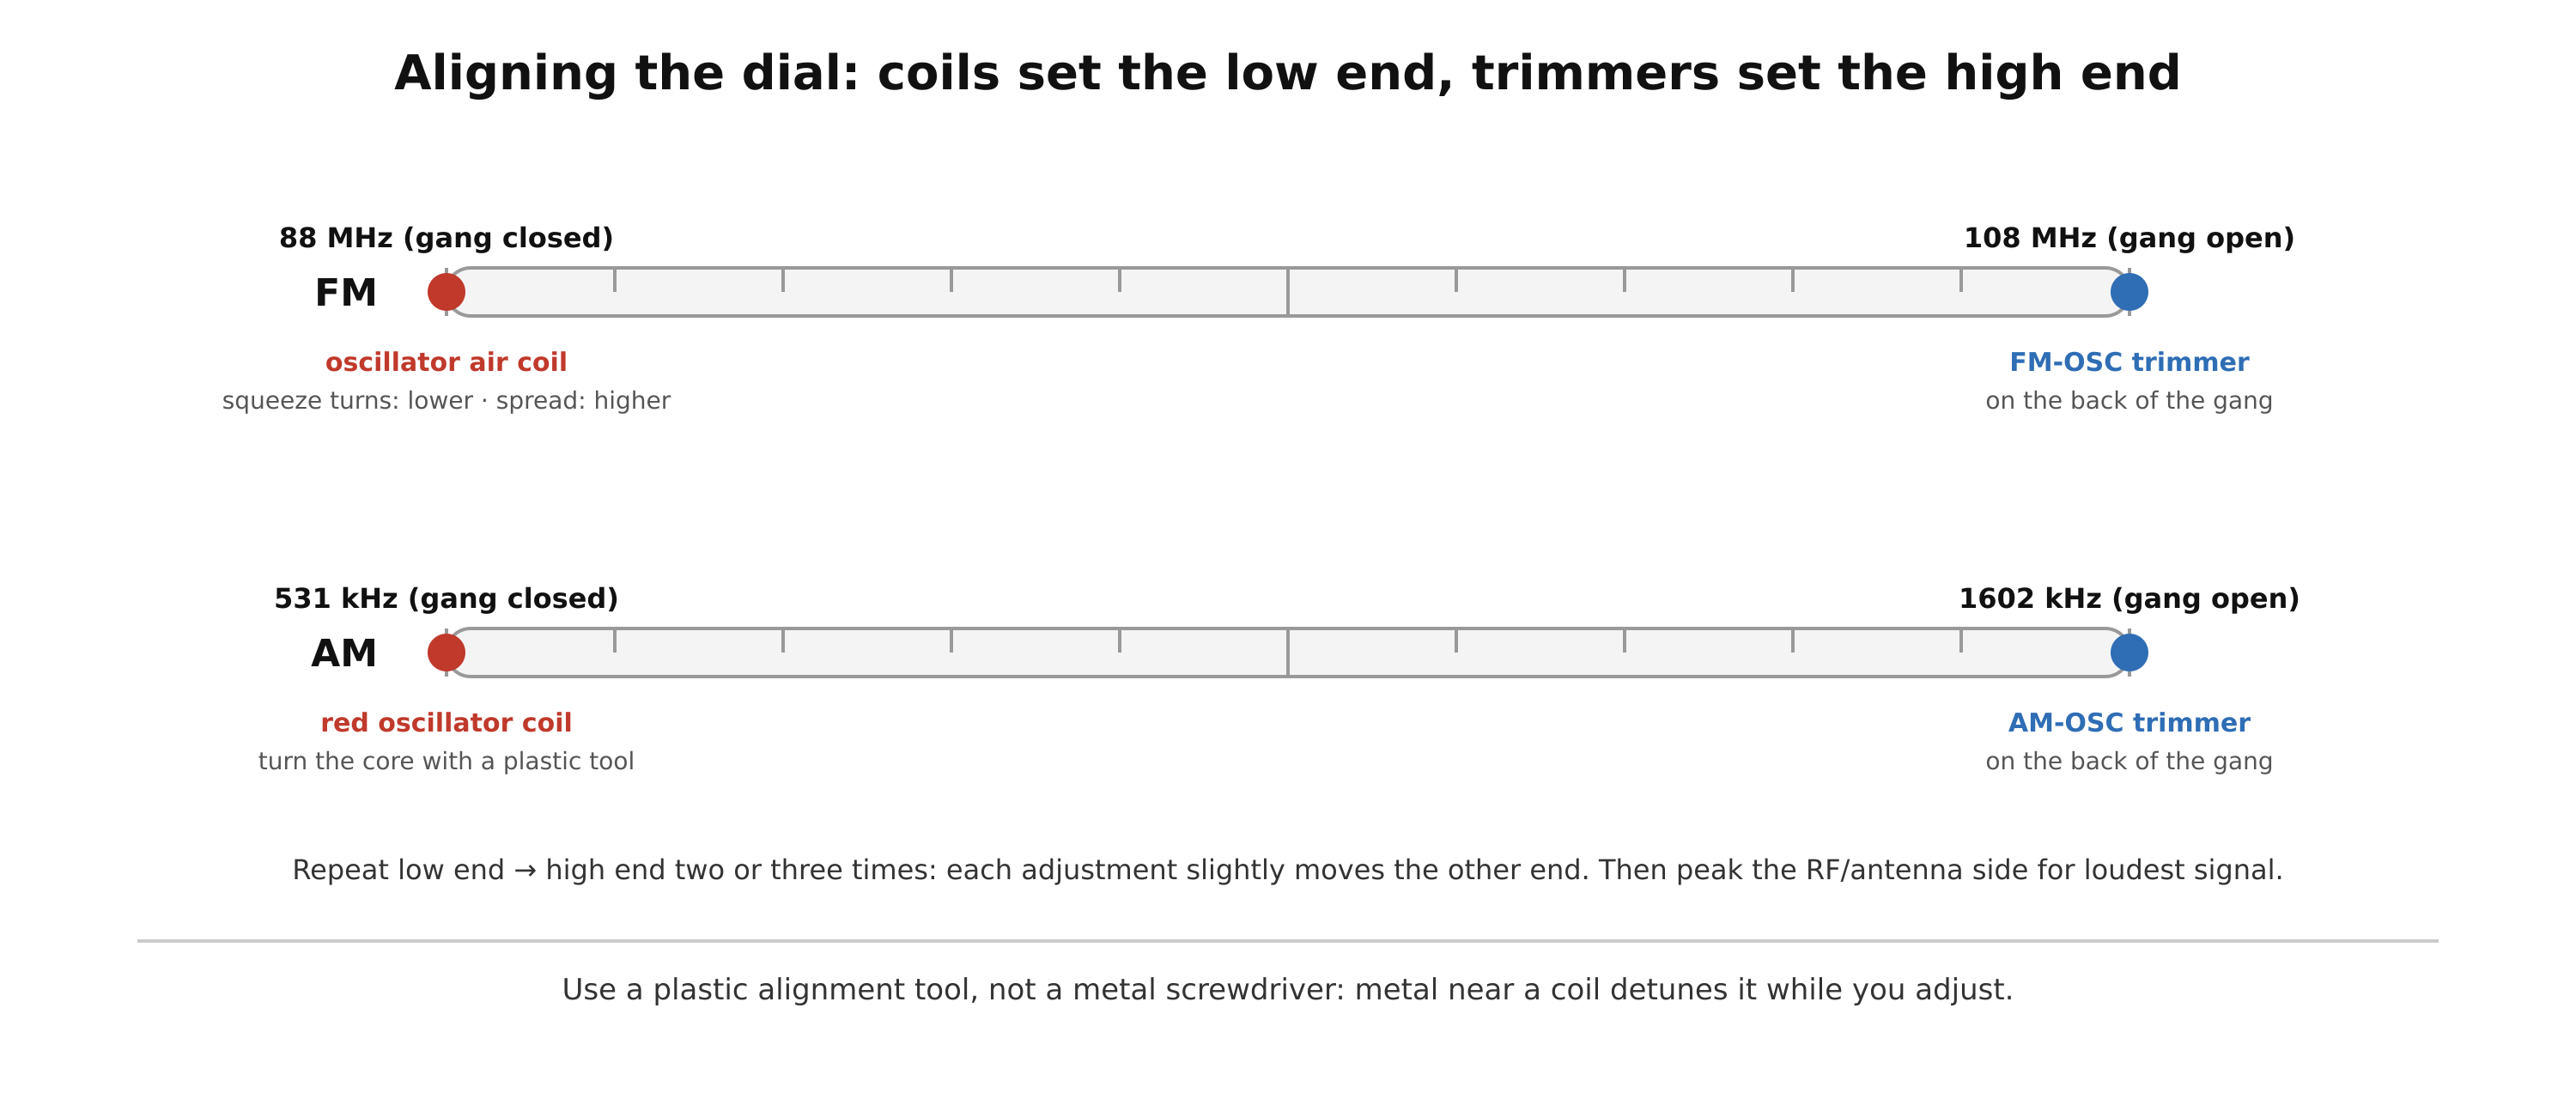 Aligning the dial: coils set the low end, trimmers set the high end
88 MHz (gang closed)
108 MHz (gang open)
FM
oscillator air coil
FM-OSC trimmer
squeeze turns: lower · spread: higher
on the back of the gang
531 kHz (gang closed)
1602 kHz (gang open)
AM
red oscillator coil
AM-OSC trimmer
turn the core with a plastic tool
on the back of the gang
Repeat low end → high end two or three times: each adjustment slightly moves the other end. Then peak the RF/antenna side for loudest signal.
Use a plastic alignment tool, not a metal screwdriver: metal near a coil detunes it while you adjust.